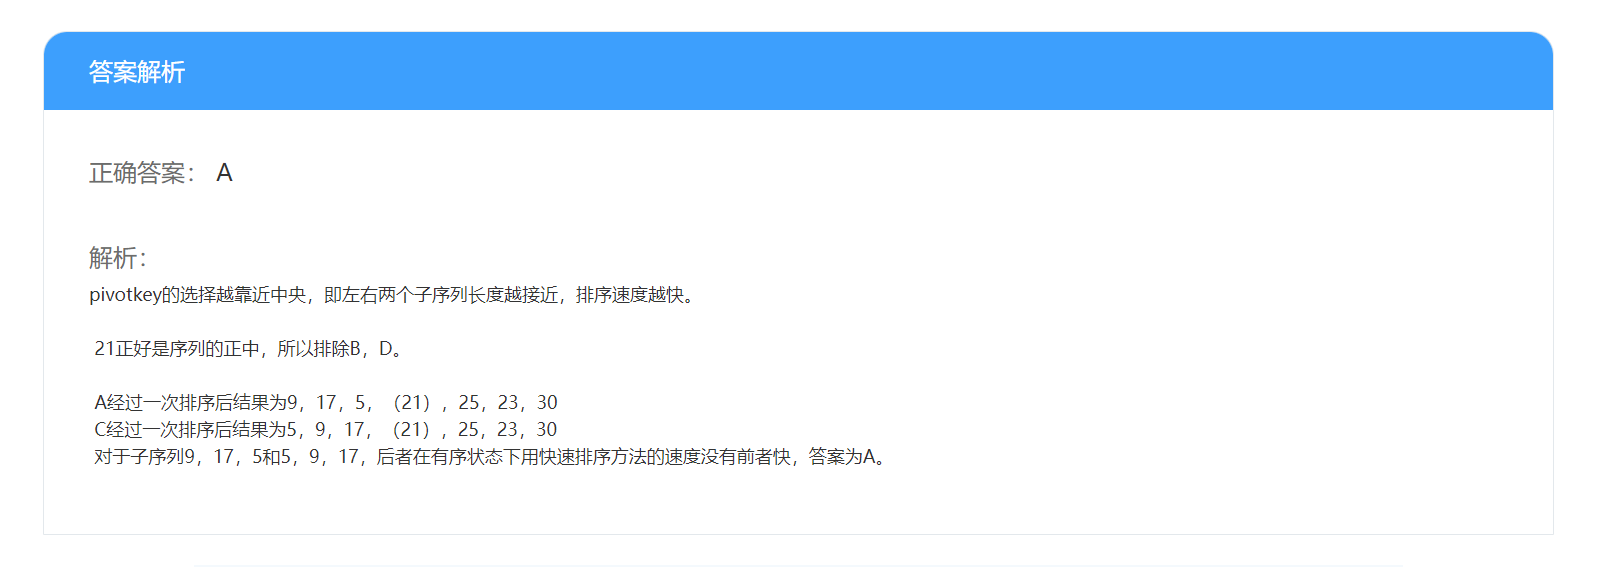 答案解析
正确答案： A
解析：
pivotkey的选择越靠近中央，即左右两个子序列长度越接近，排序速度越快。
21正好是序列的正中，所以排除B，D。
A经过一次排序后结果为9，17，5，（21），25，23，30
C经过一次排序后结果为5，9，17，（21），25，23，30
对于子序列9，17，5和5，9，17，后者在有序状态下用快速排序方法的速度没有前者快，答案为A。